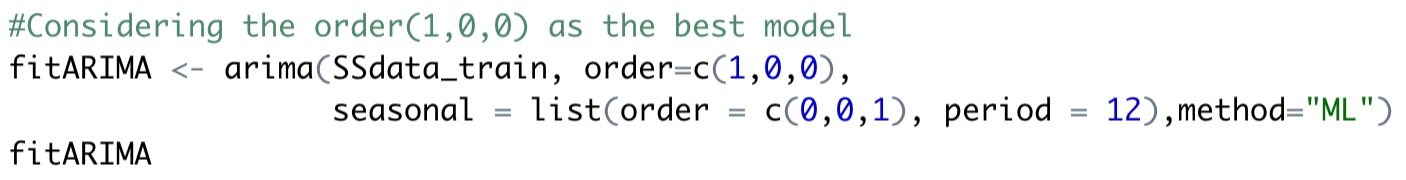 #Considering the order(1,0,0) as the best model
fitARIMA <- arima(SSdata_train, order=c(1,0,0),
seasonal = list(order = c(0,0,1), period = 12),method="ML")
fitARIMA